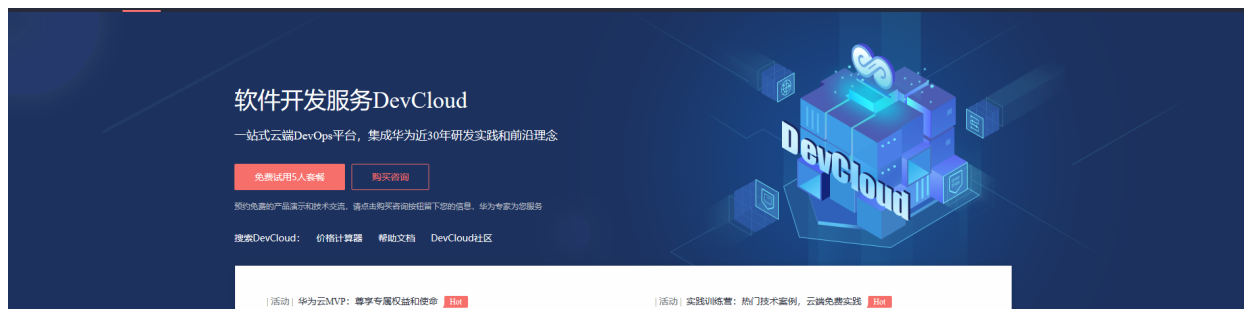 软件开发服务DevCloud
一站式云端DevOps平台，集成华为近30年研发实践和前沿理念
免费试用5人套餐
购买咨询
预约免费的产品演示和技术交流，请点击购买咨询按钮留下您的信息，华为专家为您服务
搜索DevCloud： 价格计算器 帮助文档 DevCloud社区
DevCloud
|活动| 华为云MVP：尊享专属权益和使命 Hot
|活动| 实践训练营：热门技术案例，云端免费实践 Hot